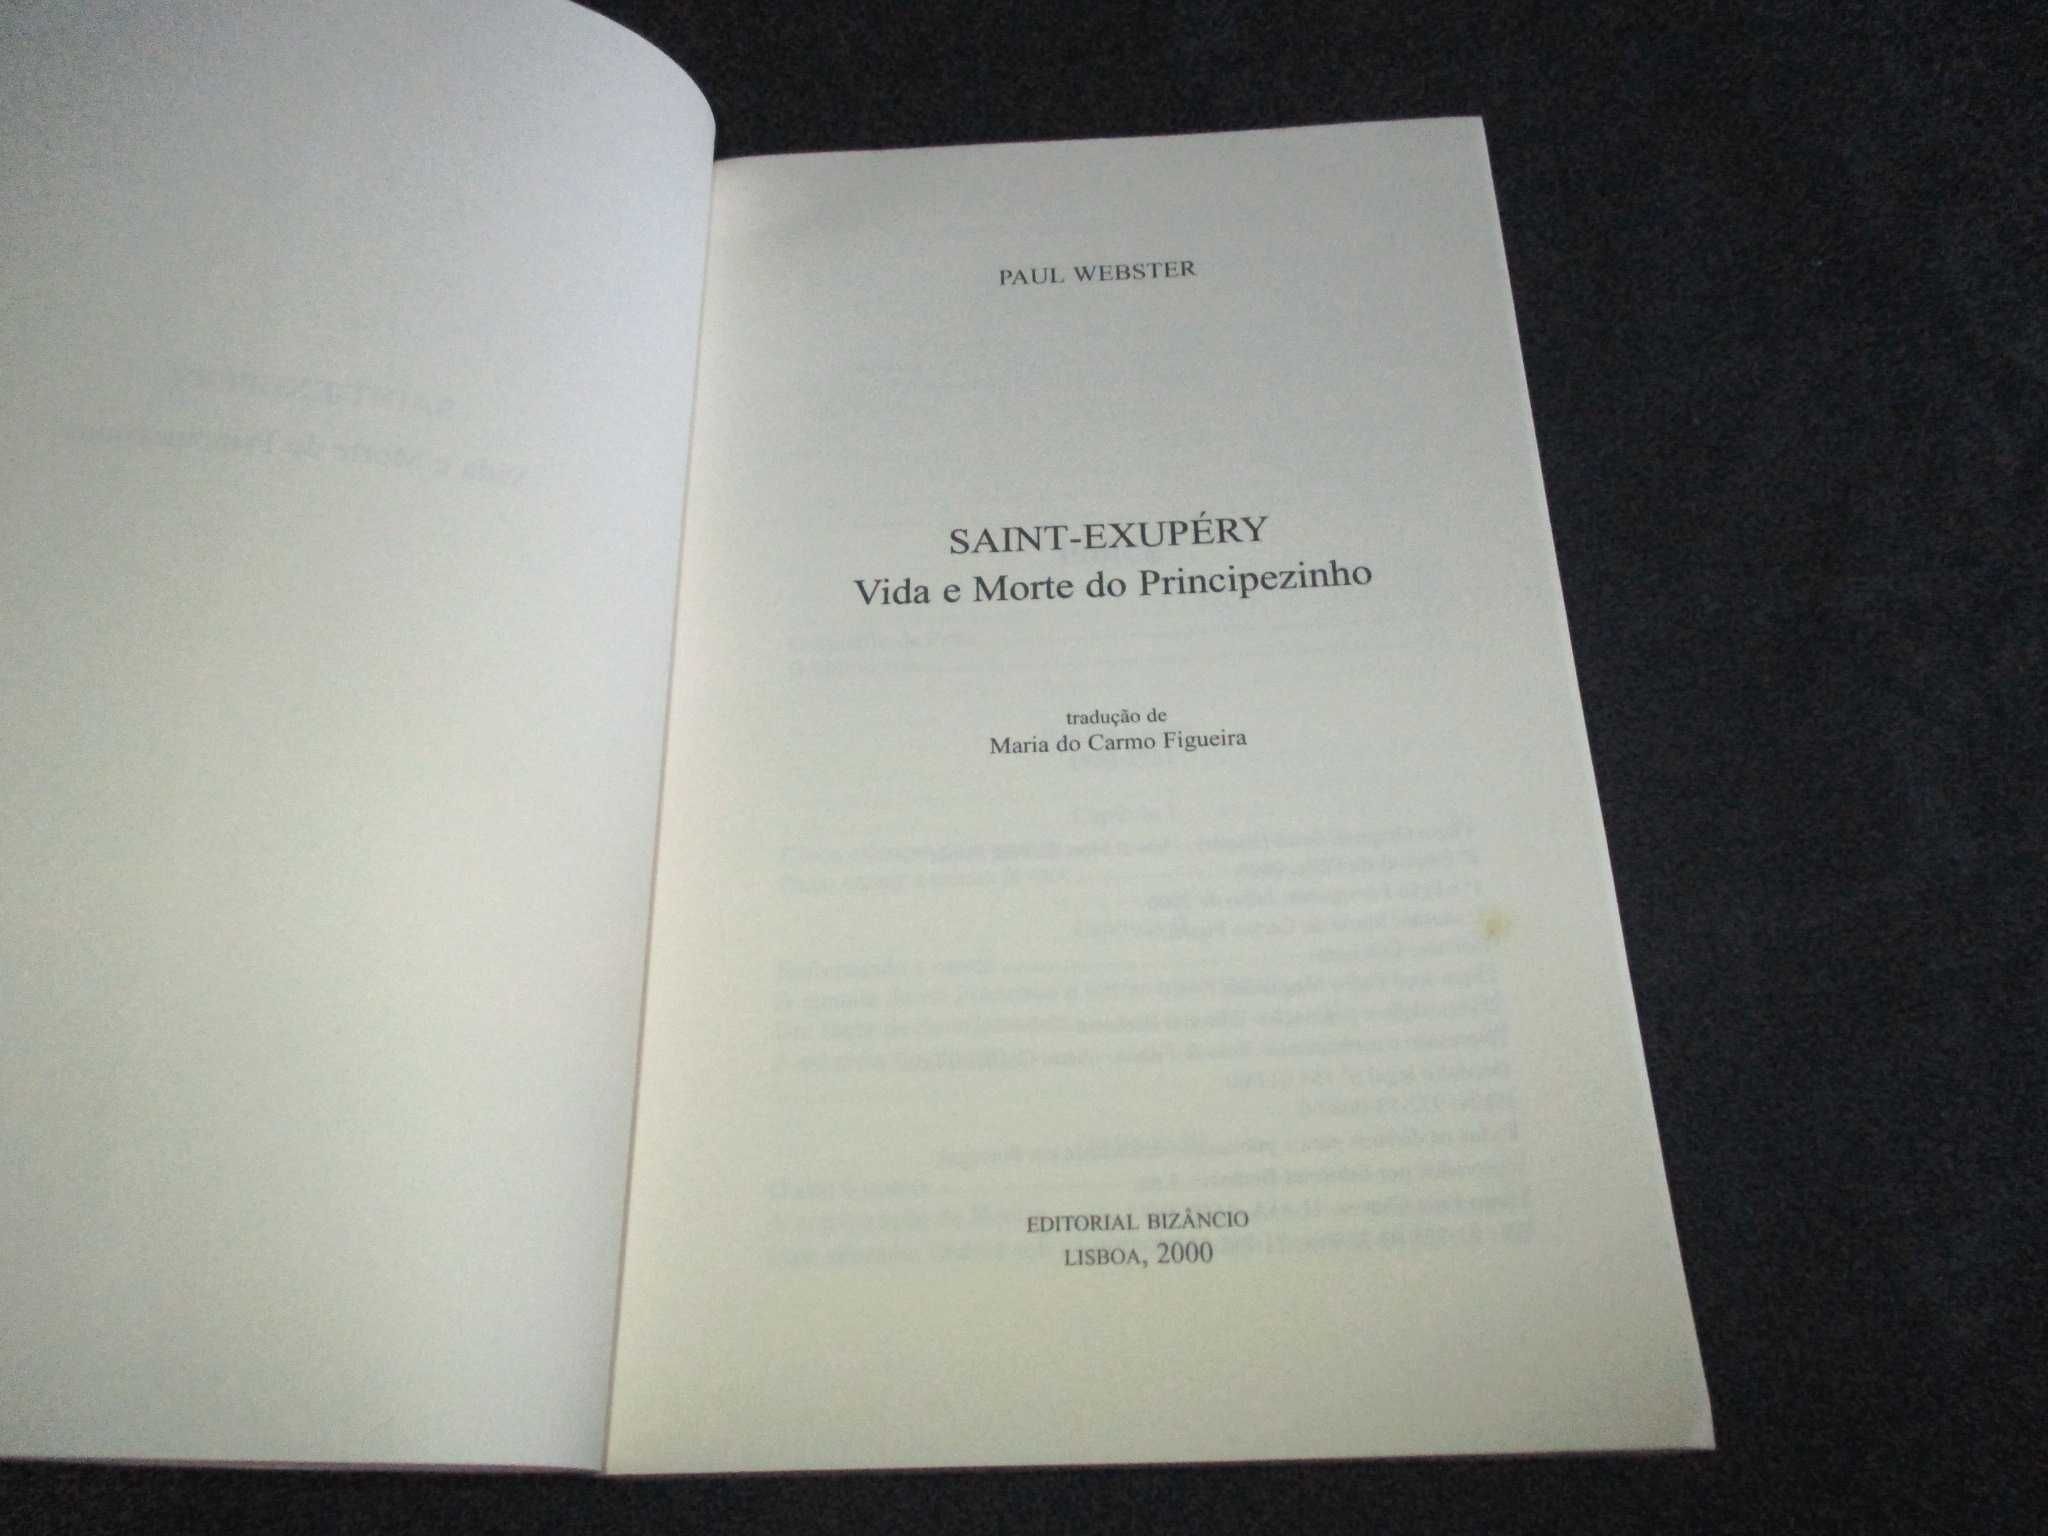 PAUL WEBSTER
SAINT-EXUPÉRY
Vida e Morte do Principezinho
tradução de
Maria do Carmo Figueira
EDITORIAL BIZÂNCIO
LISBOA, 2000